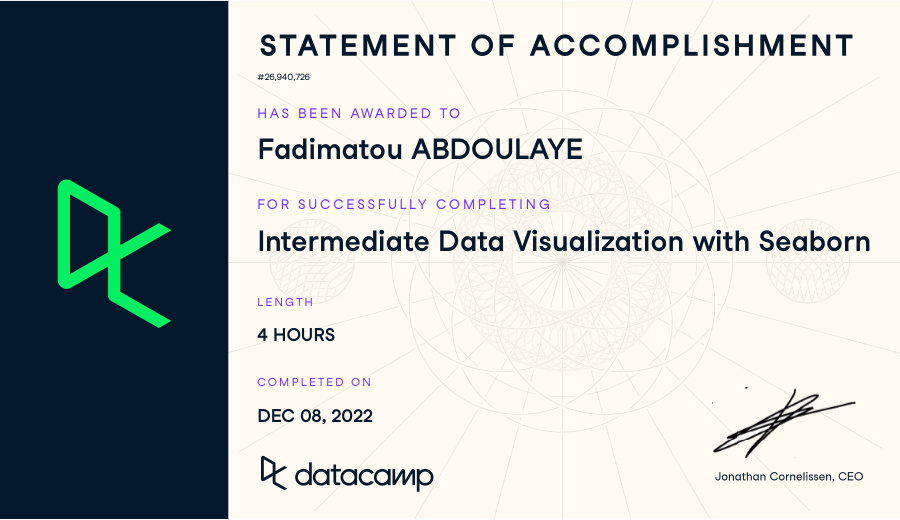 STATEMENT OF ACCOMPLISHMENT
#26,940,726
HAS BEEN AWARDED TO
Fadimatou ABDOULAYE
FOR SUCCESSFULLY COMPLETING
Intermediate Data Visualization with Seaborn
LENGTH
4 HOURS
COMPLETED ON
DEC 08, 2022
datacamp
Jonathan Cornelissen, CEO